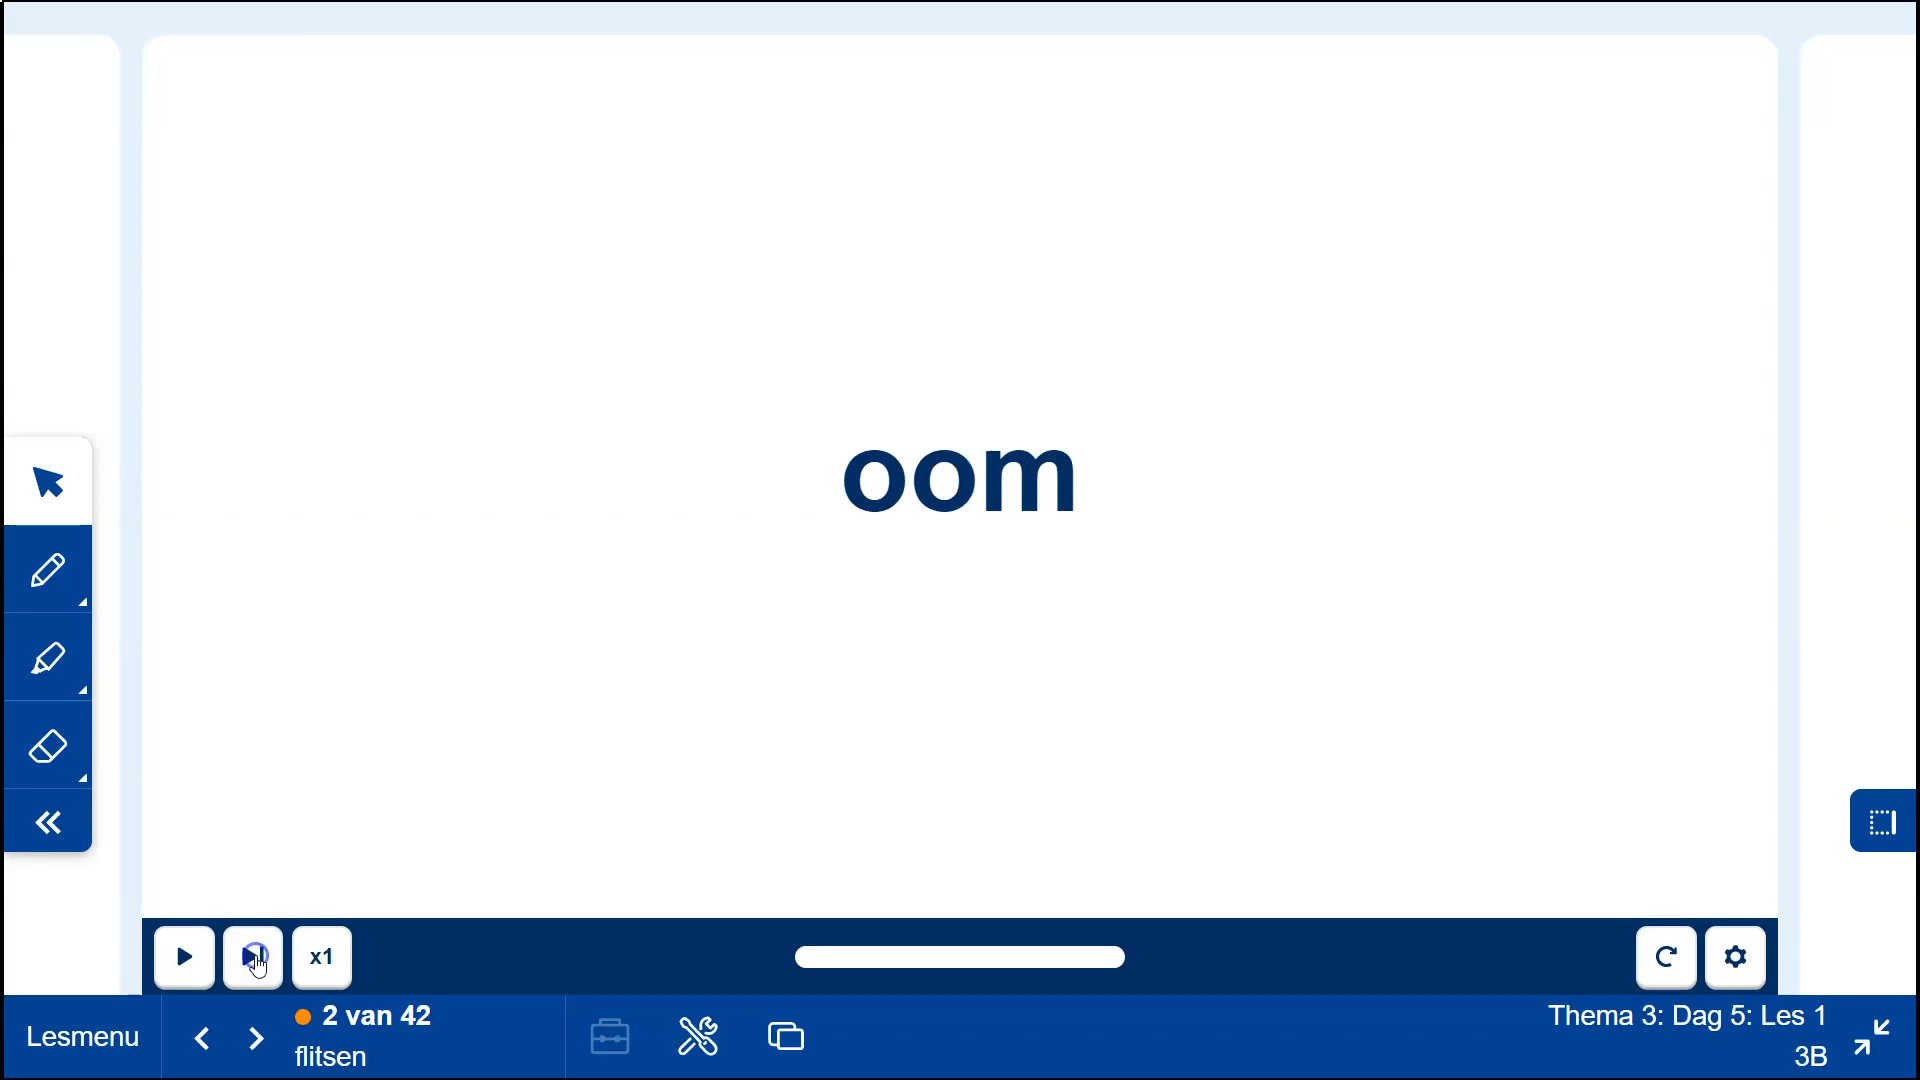 oom
x1
Lesmenu
2 van 42
flitsen
Thema 3: Dag 5: Les 1
3B